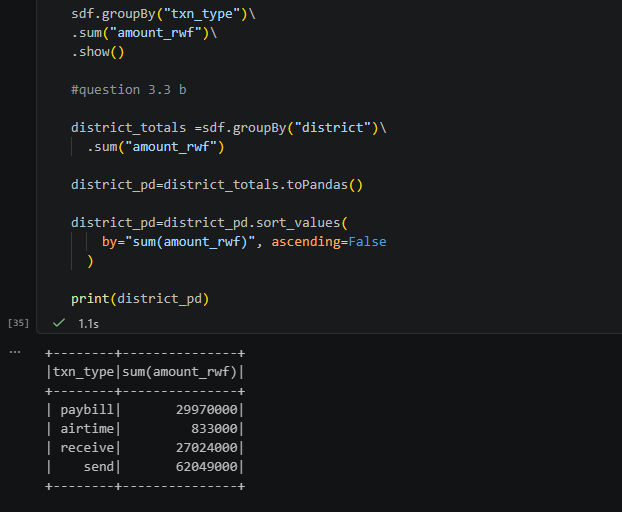 sdf.groupBy("txn_type")\
.sum("amount_rwf")\
.show()
#question 3.3 b
district_totals =sdf.groupBy("district")\
.sum("amount_rwf")
district_pd=district_totals.toPandas()
district_pd=district_pd.sort_values(
by="sum(amount_rwf)", ascending=False
)
print(district_pd)
[35] ✓ 1.1s
...
+--------+---------------+
|txn_type|sum(amount_rwf)|
+--------+---------------+
| paybill|       29970000|
| airtime|         833000|
| receive|       27024000|
|    send|       62049000|
+--------+---------------+